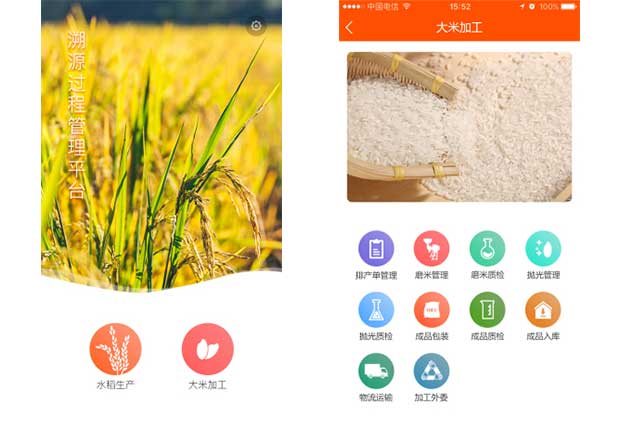 溯源过程管理平台
水稻生产
大米加工
中国电信
15:52
100%
大米加工
排产单管理
磨米管理
磨米质检
抛光管理
抛光质检
成品包装
成品质检
成品入库
物流运输
加工外委